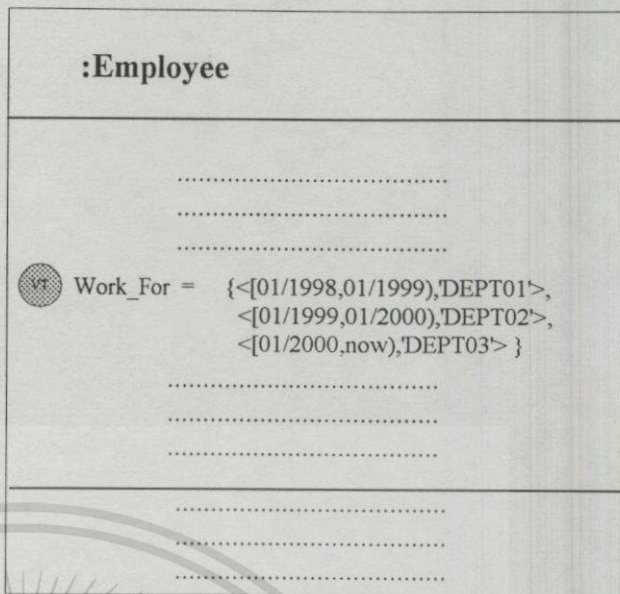 :Employee
....................................
....................................
....................................
VT Work_For = {<[01/1998,01/1999),'DEPT01'>,
<[01/1999,01/2000),'DEPT02'>,
<[01/2000,now),'DEPT03'> }
....................................
....................................
....................................
....................................
....................................
....................................